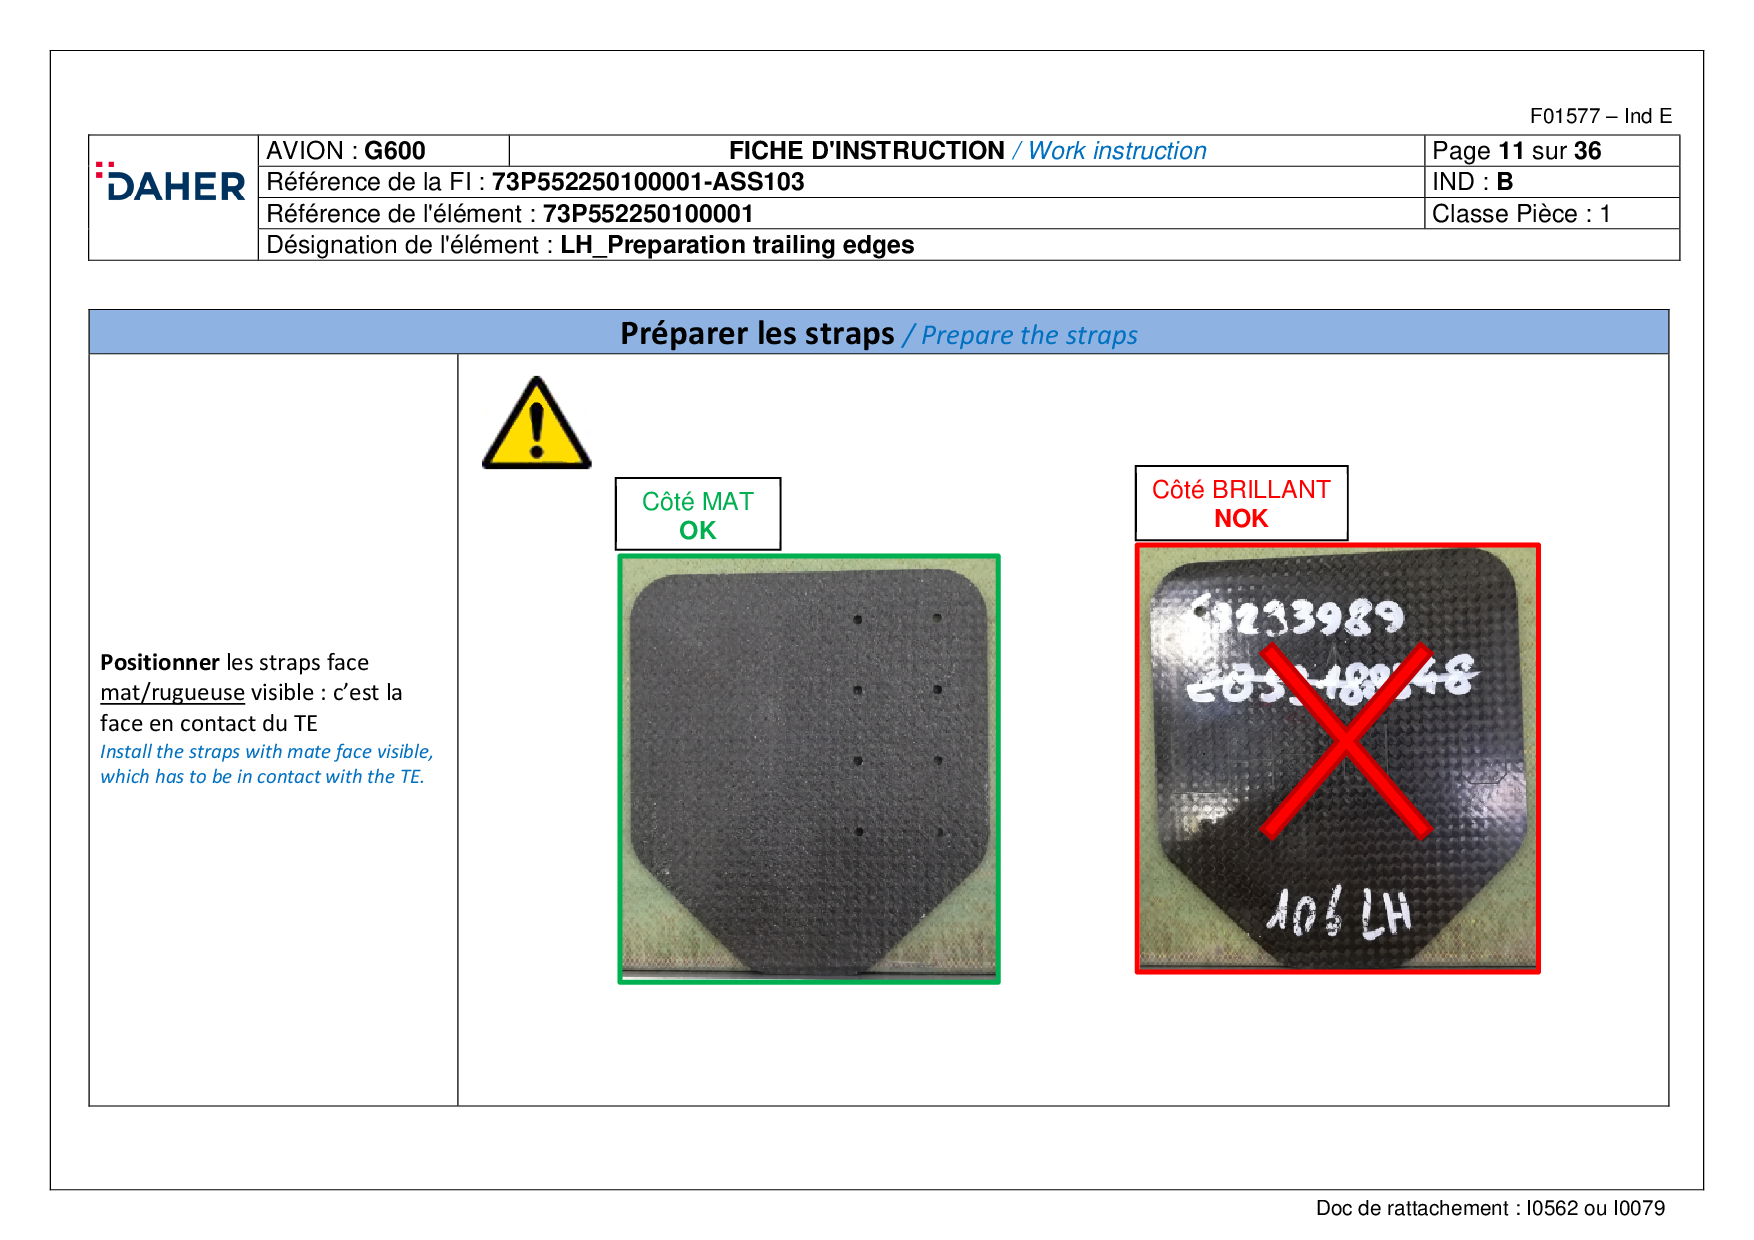 F01577 – Ind E
DAHER
AVION : G600
FICHE D'INSTRUCTION / Work instruction
Page 11 sur 36
Référence de la FI : 73P552250100001-ASS103
IND : B
Référence de l'élément : 73P552250100001
Classe Pièce : 1
Désignation de l'élément : LH_Preparation trailing edges
Préparer les straps / Prepare the straps
Positionner les straps face
mat/rugueuse visible : c’est la
face en contact du TE
Install the straps with mate face visible,
which has to be in contact with the TE.
Côté MAT
OK
Côté BRILLANT
NOK
LH
Doc de rattachement : I0562 ou I0079